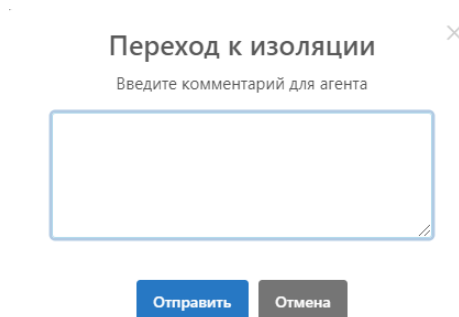 Переход к изоляции
Введите комментарий для агента
Отправить Отмена